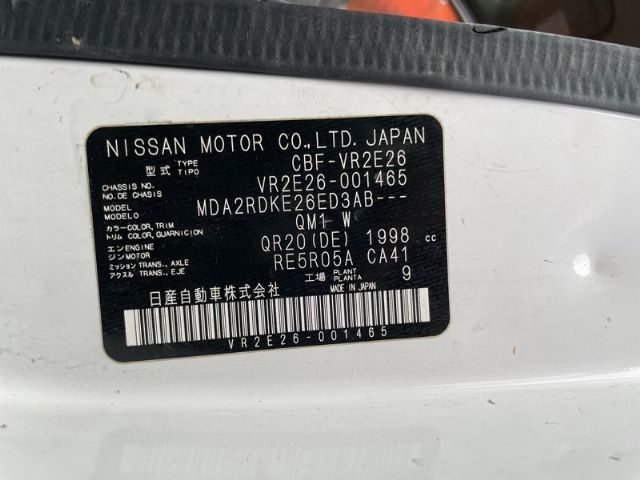 NISSAN MOTOR CO., LTD. JAPAN
型式 TYPE TIPO CBF-VR2E26
CHASSIS NO. NO. DE CHASIS VR2E26-001465
MODEL MODELO MDA2RDKE26ED3AB---
カラー COLOR, TRIM トリム COLOR, GUARNICION QM1 W
エンジン ENGINE MOTOR QR20 (DE) 1998 cc
ミッション TRANS., AXLE アクスル TRANS., EJE RE5R05A CA41
工場 PLANT PLANTA 9
日産自動車株式会社 MADE IN JAPAN
VR2E26-001465